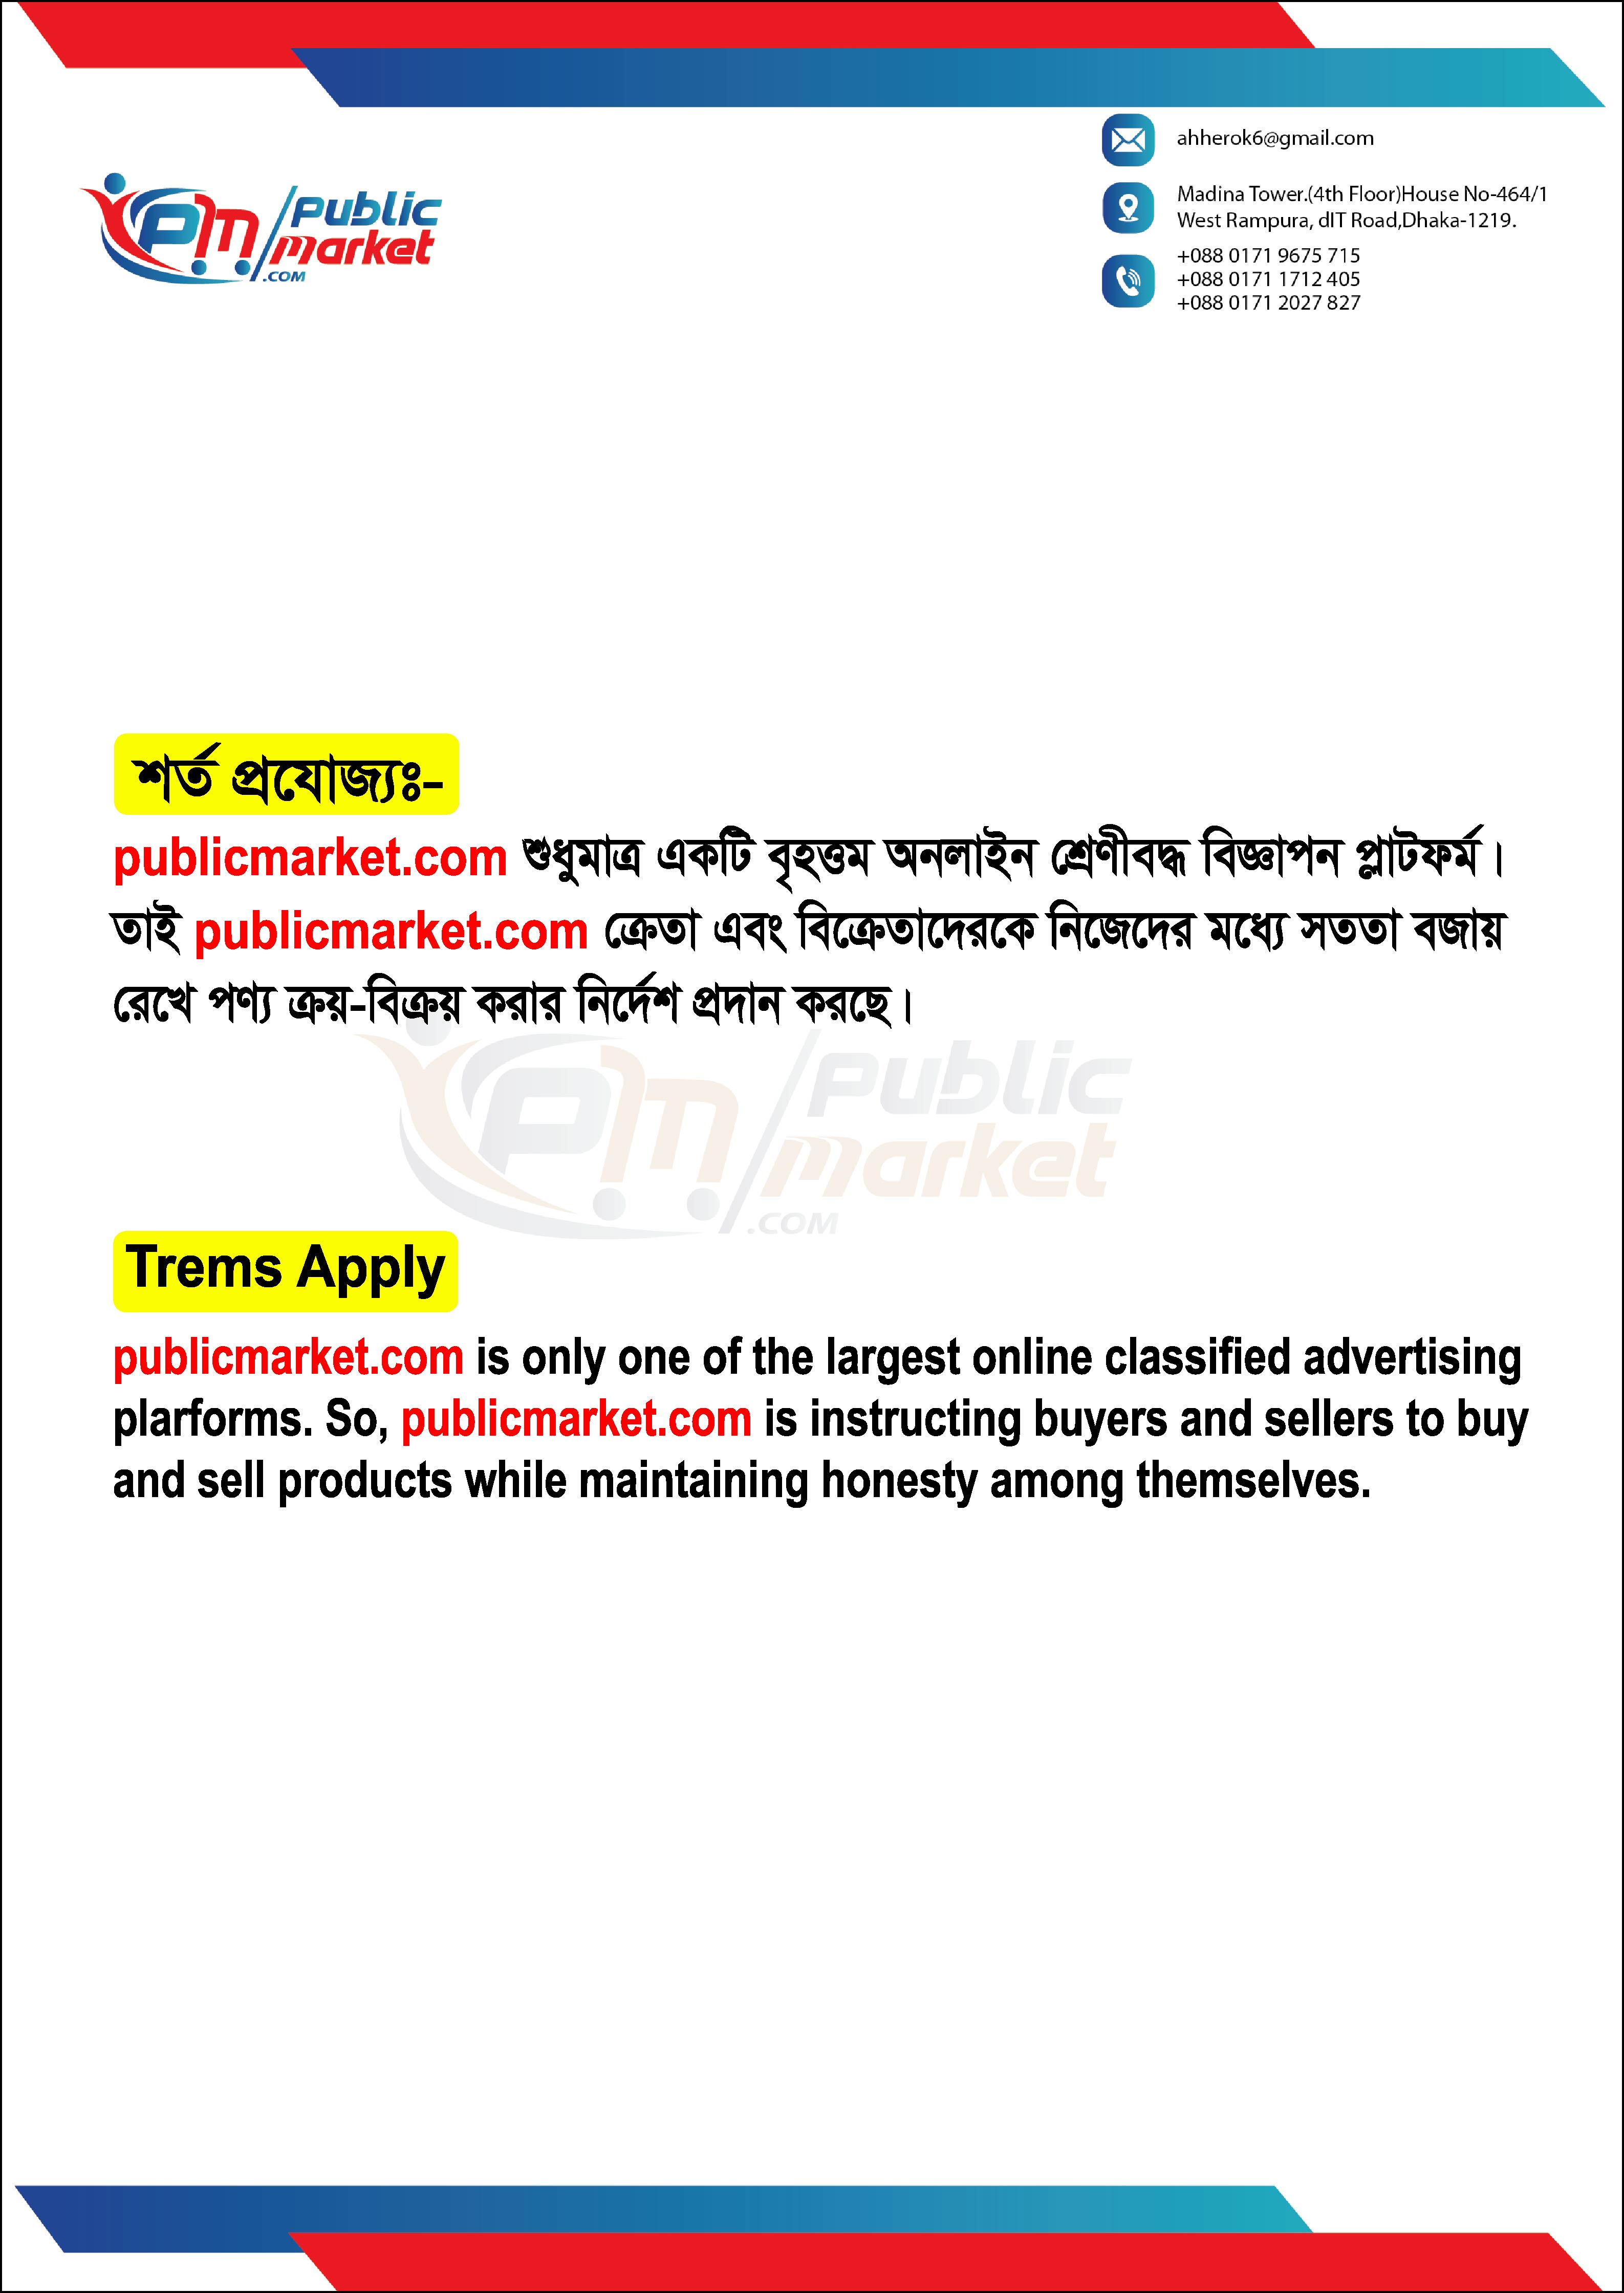 Public
market
.COM
ahherok6@gmail.com
Madina Tower.(4th Floor)House No-464/1
West Rampura, dIT Road,Dhaka-1219.
+088 0171 9675 715
+088 0171 1712 405
+088 0171 2027 827
শর্ত প্রযোজ্যঃ-
publicmarket.com শুধুমাত্র একটি বৃহত্তম অনলাইন শ্রেণীবদ্ধ বিজ্ঞাপন প্লাটফর্ম।
তাই publicmarket.com ক্রেতা এবং বিক্রেতাদেরকে নিজেদের মধ্যে সততা বজায়
রেখে পণ্য ক্রয়-বিক্রয় করার নির্দেশ প্রদান করছে।
PM Public
market
.COM
Trems Apply
publicmarket.com is only one of the largest online classified advertising
plarforms. So, publicmarket.com is instructing buyers and sellers to buy
and sell products while maintaining honesty among themselves.